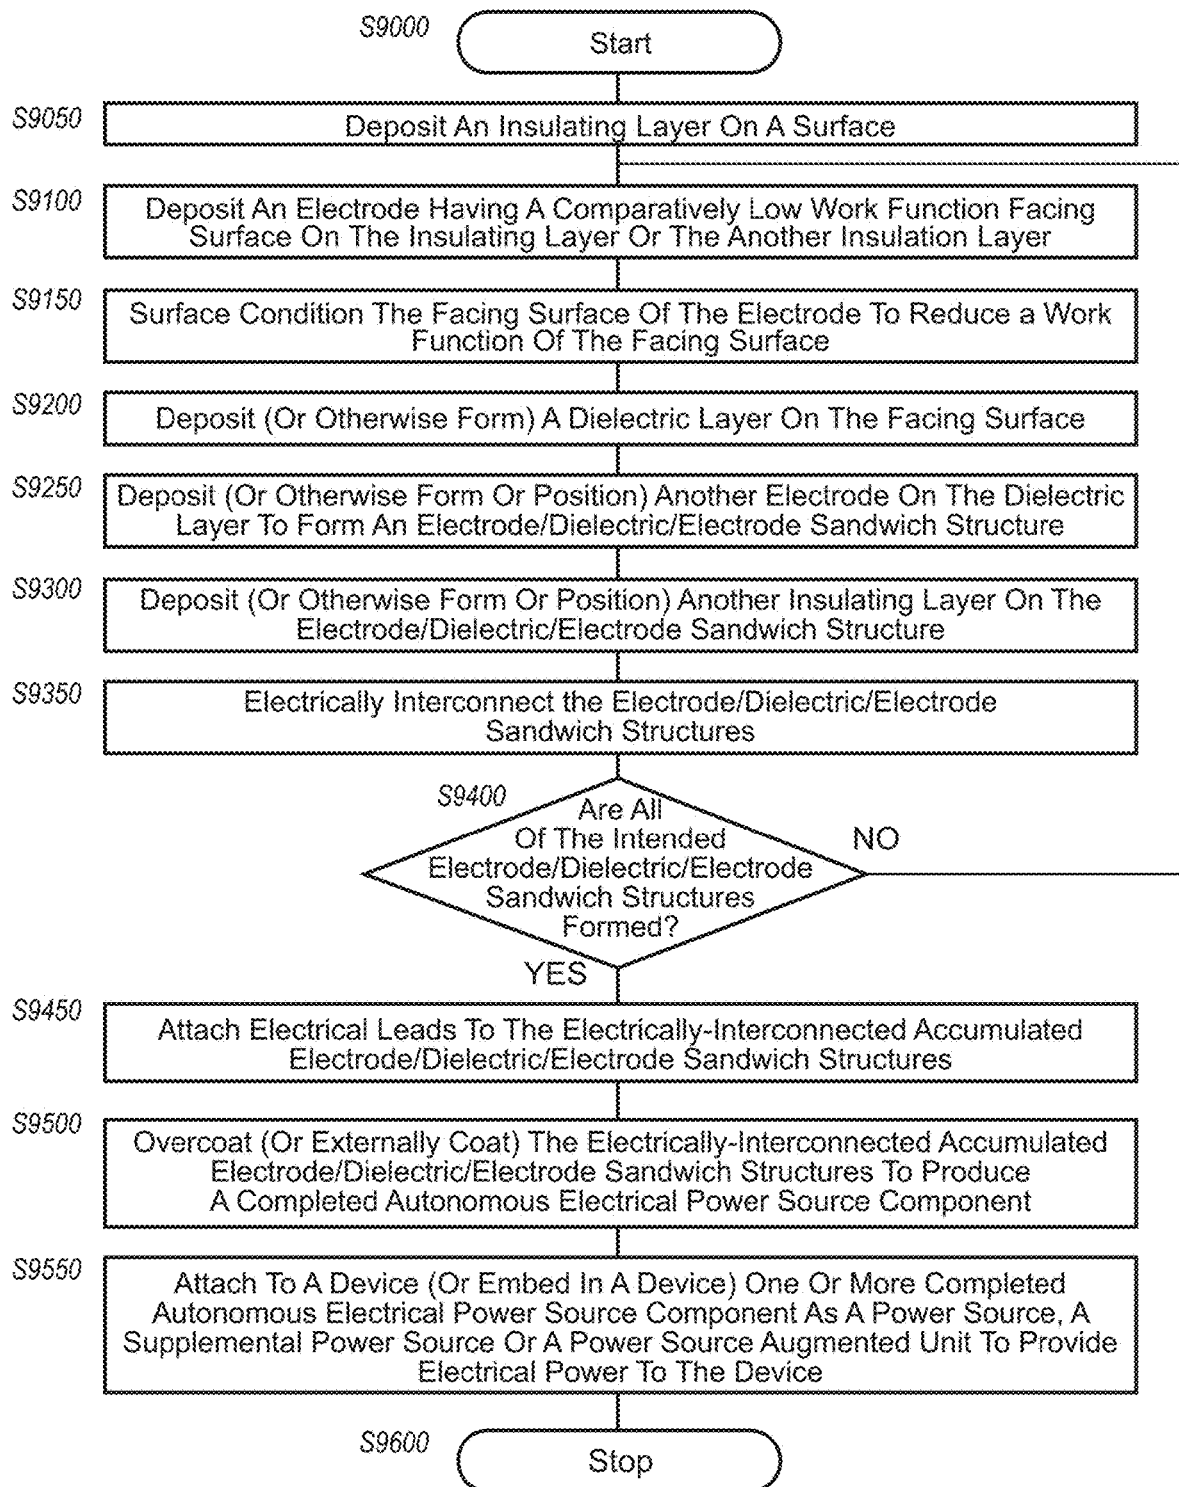 S9000
Start
S9050
Deposit An Insulating Layer On A Surface
S9100
Deposit An Electrode Having A Comparatively Low Work Function Facing
Surface On The Insulating Layer Or The Another Insulation Layer
S9150
Surface Condition The Facing Surface Of The Electrode To Reduce a Work
Function Of The Facing Surface
S9200
Deposit (Or Otherwise Form) A Dielectric Layer On The Facing Surface
S9250
Deposit (Or Otherwise Form Or Position) Another Electrode On The Dielectric
Layer To Form An Electrode/Dielectric/Electrode Sandwich Structure
S9300
Deposit (Or Otherwise Form Or Position) Another Insulating Layer On The
Electrode/Dielectric/Electrode Sandwich Structure
S9350
Electrically Interconnect the Electrode/Dielectric/Electrode
Sandwich Structures
S9400
Are All
Of The Intended
Electrode/Dielectric/Electrode
Sandwich Structures
Formed?
NO
YES
S9450
Attach Electrical Leads To The Electrically-Interconnected Accumulated
Electrode/Dielectric/Electrode Sandwich Structures
S9500
Overcoat (Or Externally Coat) The Electrically-Interconnected Accumulated
Electrode/Dielectric/Electrode Sandwich Structures To Produce
A Completed Autonomous Electrical Power Source Component
S9550
Attach To A Device (Or Embed In A Device) One Or More Completed
Autonomous Electrical Power Source Component As A Power Source, A
Supplemental Power Source Or A Power Source Augmented Unit To Provide
Electrical Power To The Device
S9600
Stop